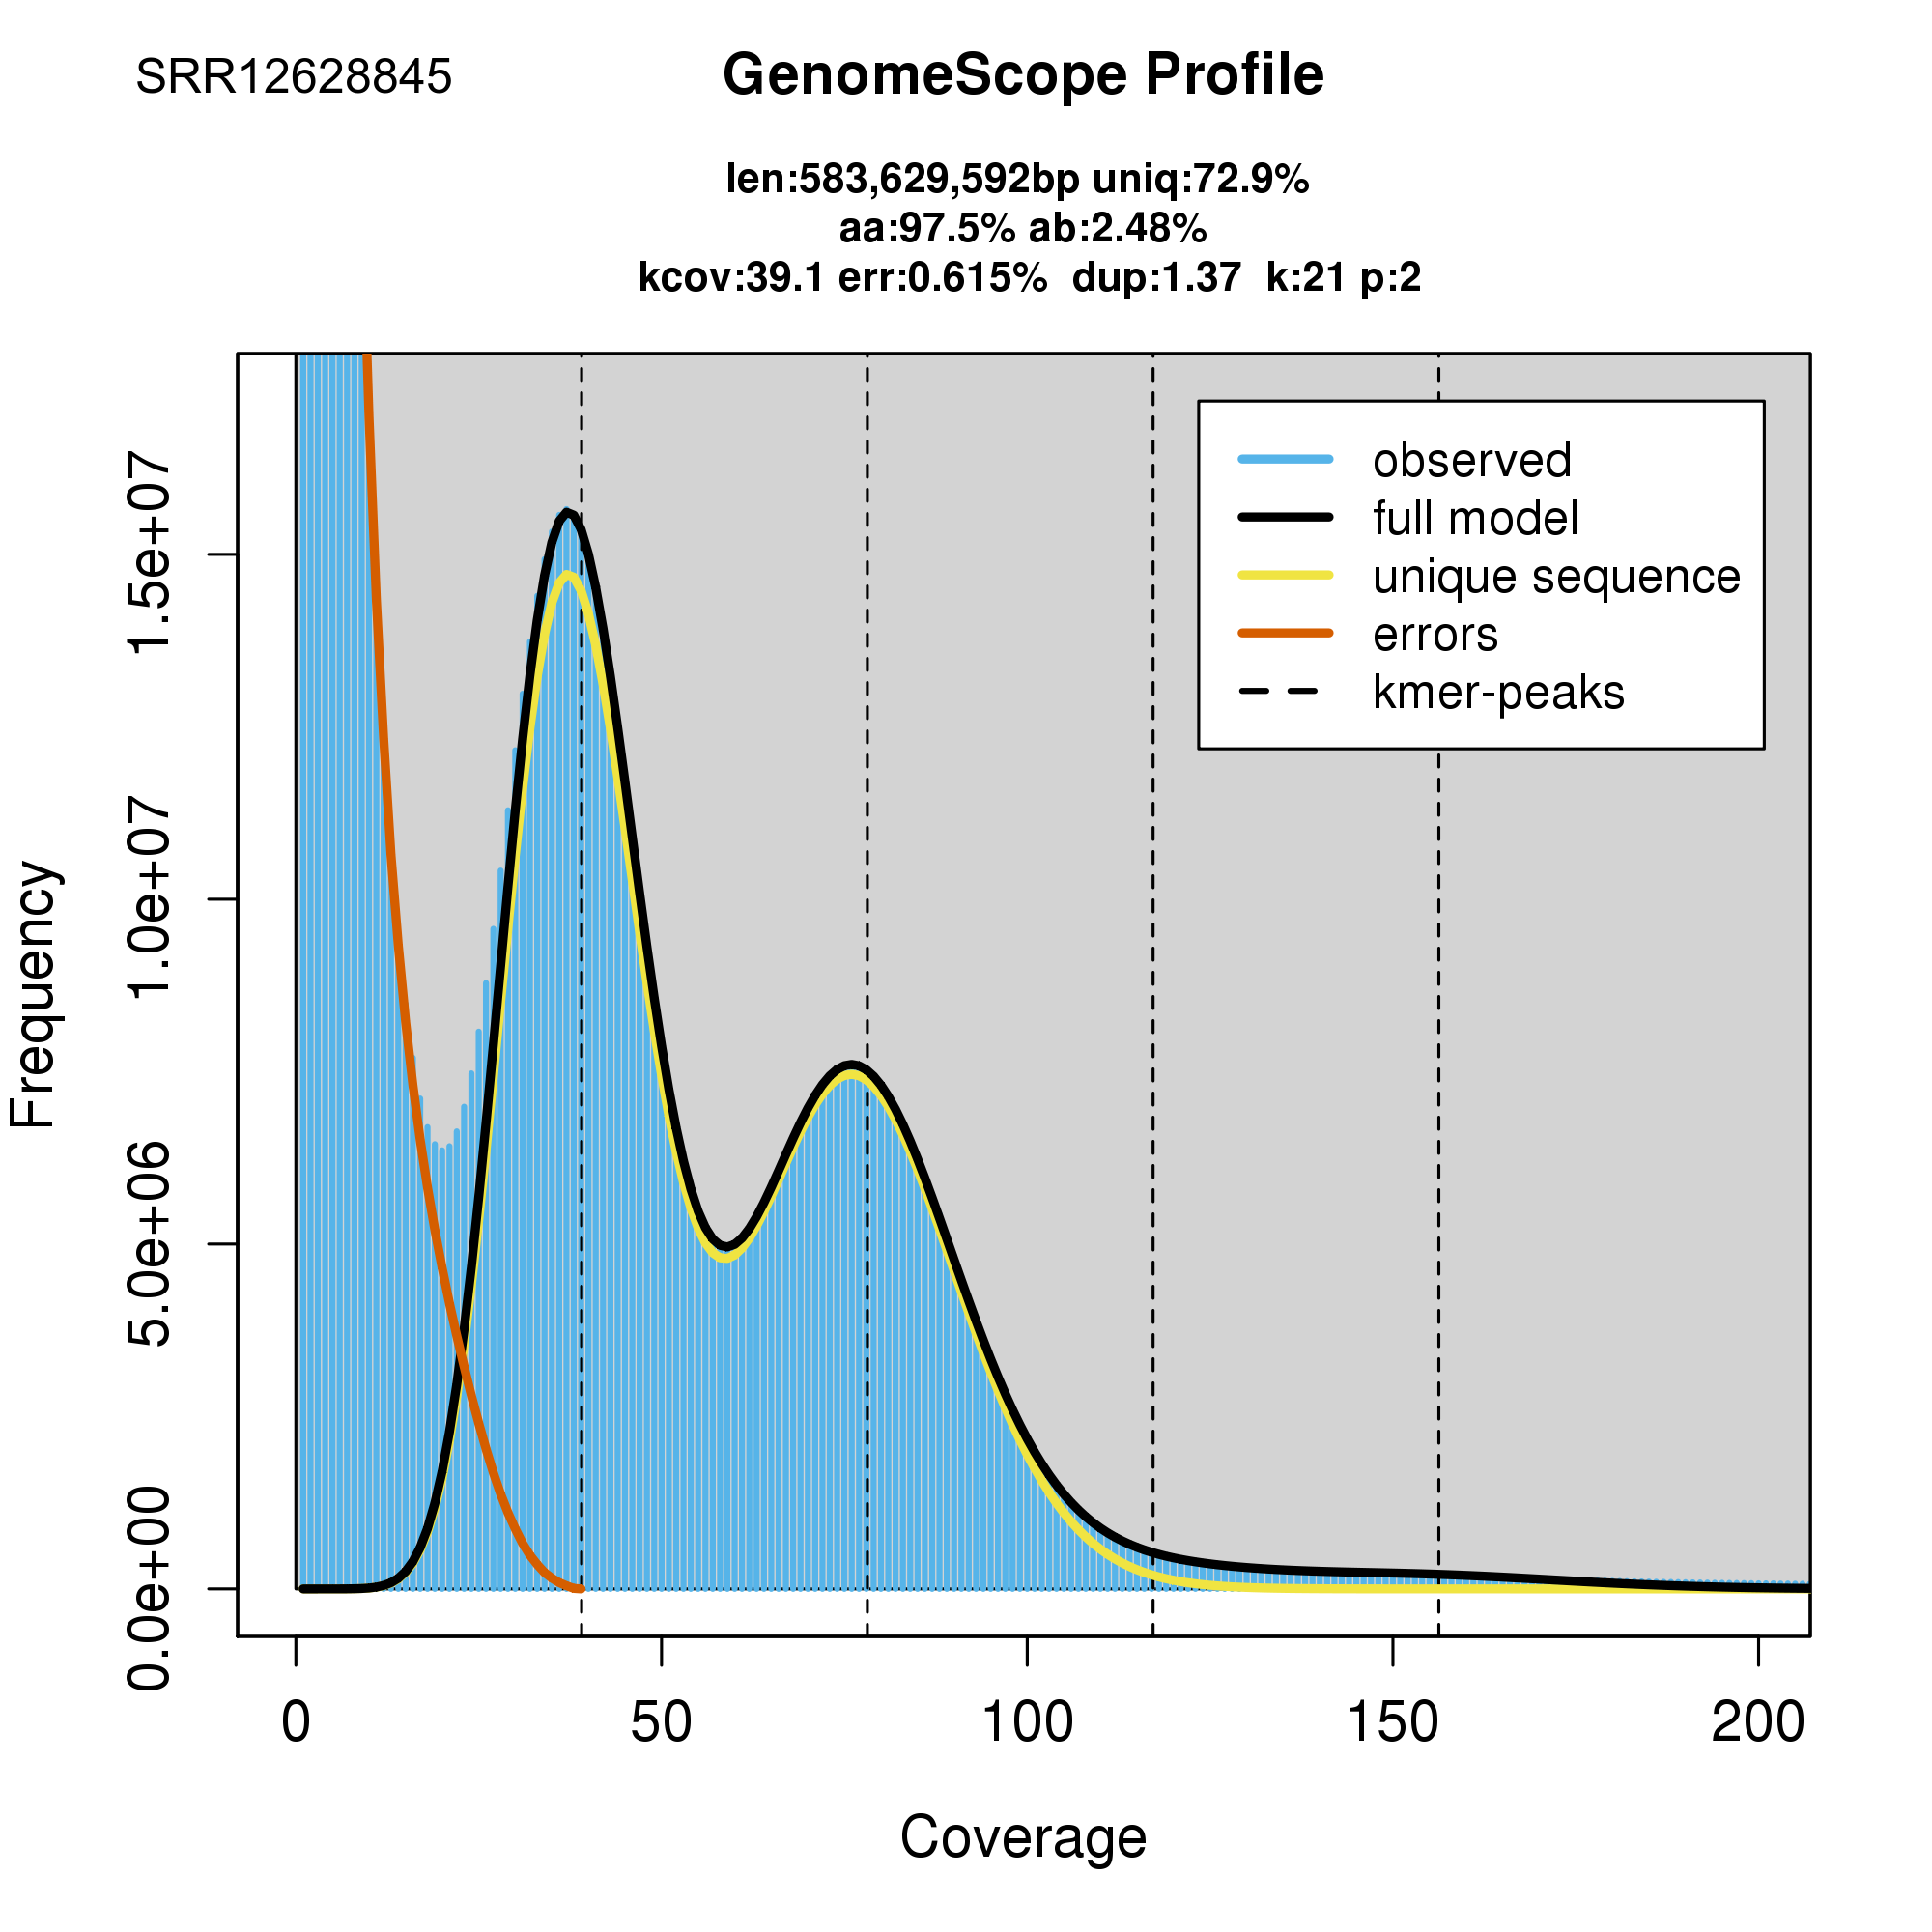 SRR12628845
GenomeScope Profile
len:583,629,592bp uniq:72.9%
aa:97.5% ab:2.48%
kcov:39.1 err:0.615%  dup:1.37  k:21 p:2
observed
full model
unique sequence
errors
kmer-peaks
Frequency
1.5e+07
1.0e+07
5.0e+06
0.0e+00
0 50 100 150 200
Coverage